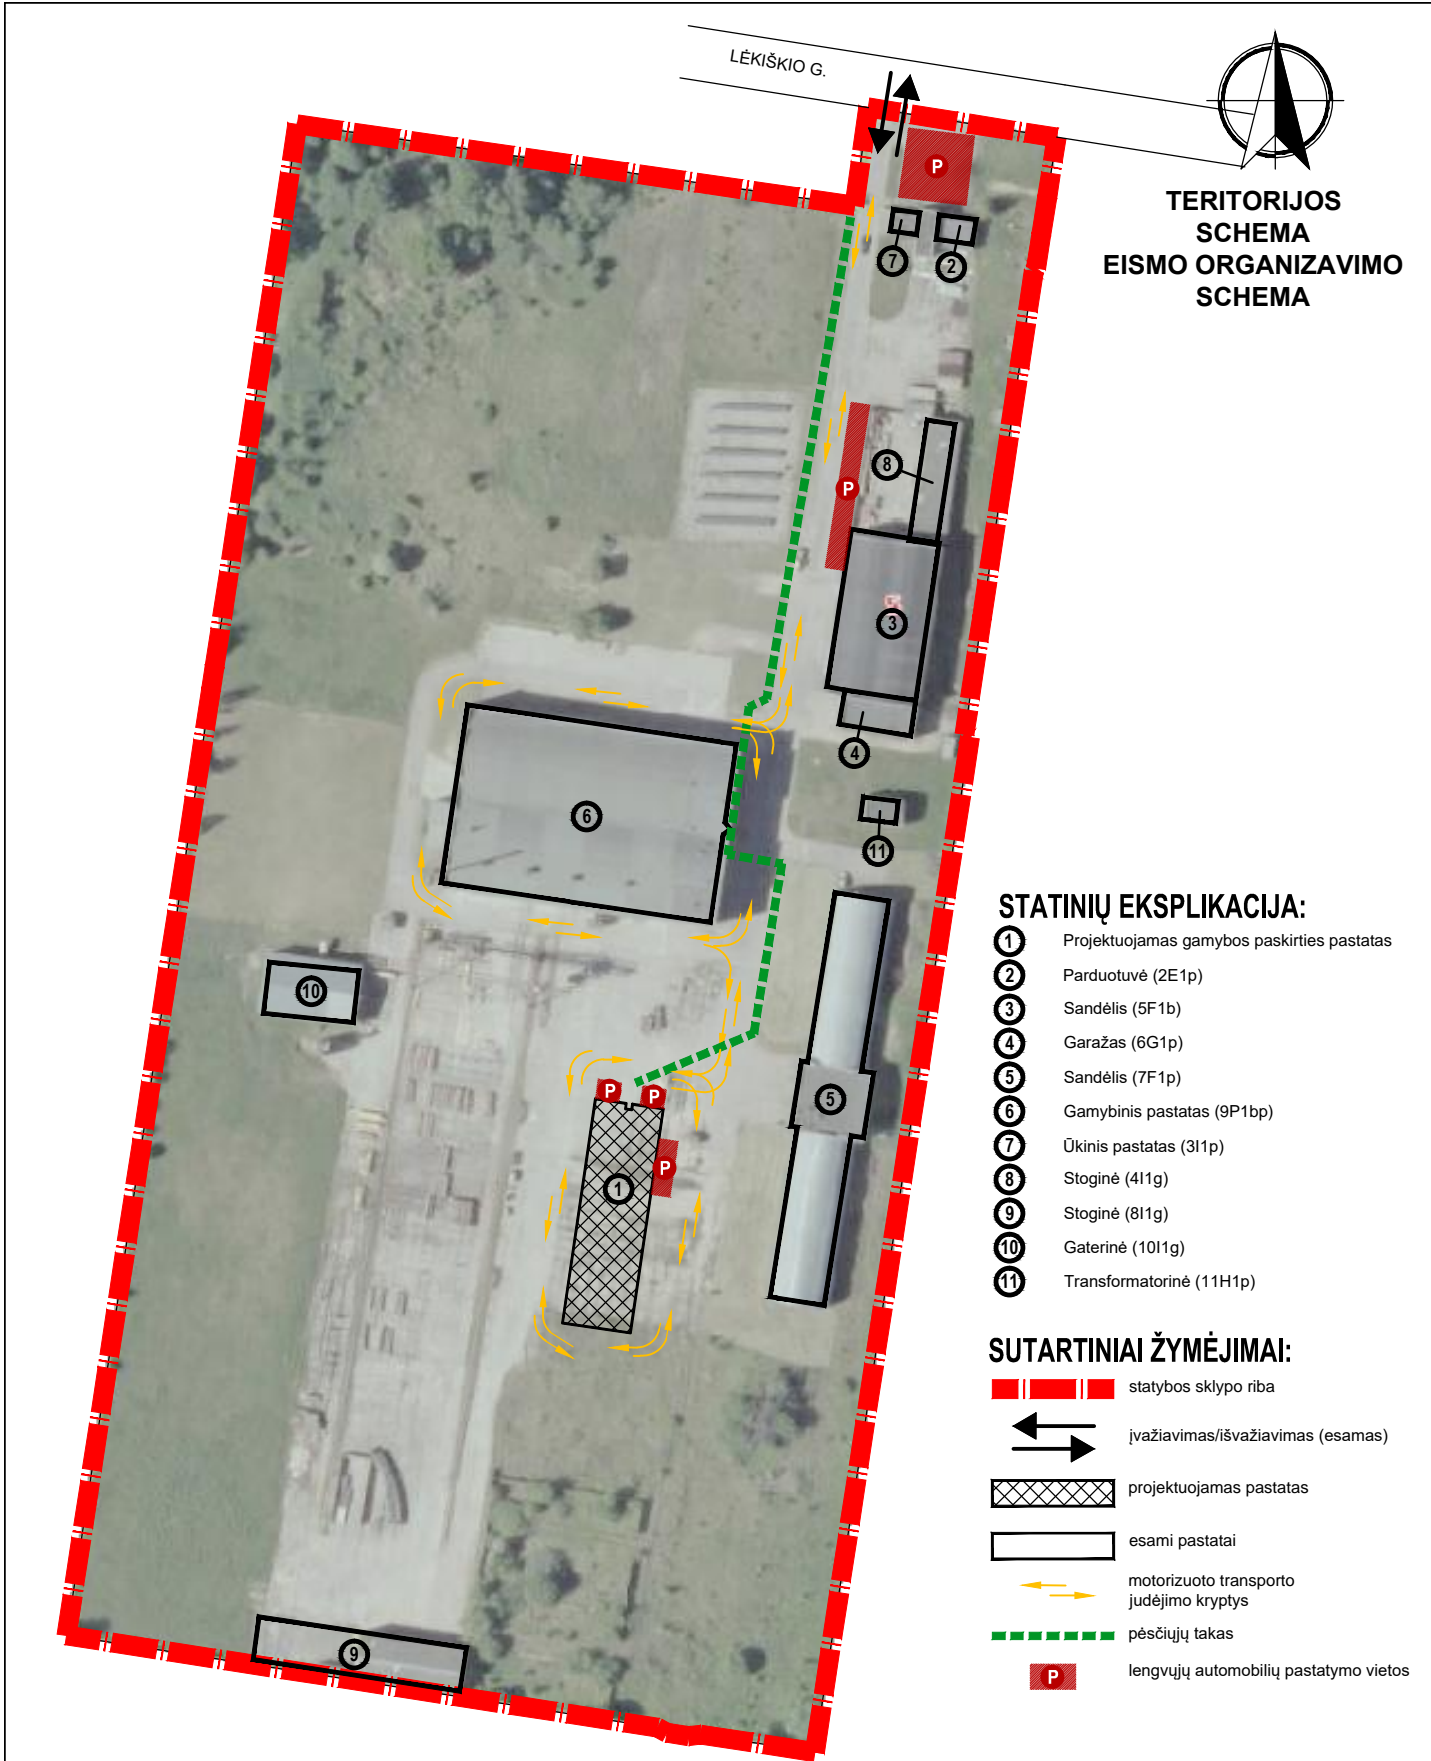 LĖKIŠKIO G.
TERITORIJOS
SCHEMA
EISMO ORGANIZAVIMO
SCHEMA
P
7
2
8
P
3
4
6
11
10
P
P
5
P
1
9
STATINIŲ EKSPLIKACIJA:
1 Projektuojamas gamybos paskirties pastatas
2 Parduotuvė (2E1p)
3 Sandėlis (5F1b)
4 Garažas (6G1p)
5 Sandėlis (7F1p)
6 Gamybinis pastatas (9P1bp)
7 Ūkinis pastatas (3I1p)
8 Stoginė (4I1g)
9 Stoginė (8I1g)
10 Gaterinė (10I1g)
11 Transformatorinė (11H1p)
SUTARTINIAI ŽYMĖJIMAI:
statybos sklypo riba
įvažiavimas/išvažiavimas (esamas)
projektuojamas pastatas
esami pastatai
motorizuoto transporto
judėjimo kryptys
pėsčiųjų takas
P lengvųjų automobilių pastatymo vietos